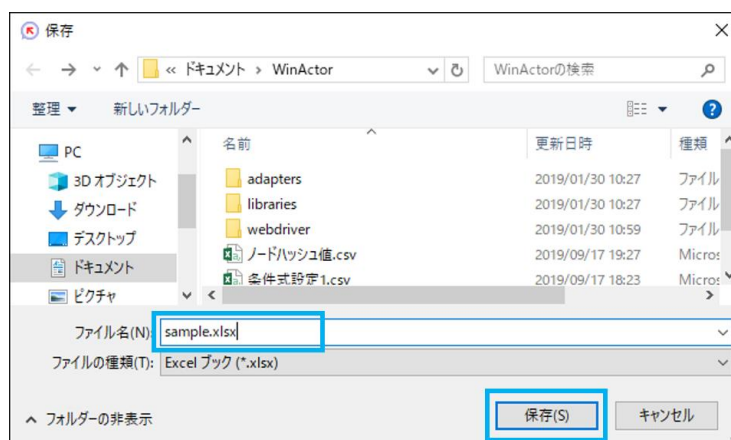 保存
« ドキュメント › WinActor
WinActorの検索
整理 ▼ 新しいフォルダー
名前 更新日時 種類
PC
3D オブジェクト
ダウンロード
デスクトップ
ドキュメント
ピクチャ
adapters 2019/01/30 10:27 ファイル
libraries 2019/01/30 10:27 ファイル
webdriver 2019/01/30 10:59 ファイル
ノードハッシュ値.csv 2019/09/17 19:27 Micros
条件式設定1.csv 2019/09/17 18:23 Micros
ファイル名(N): sample.xlsx
ファイルの種類(T): Excel ブック (*.xlsx)
フォルダーの非表示
保存(S) キャンセル